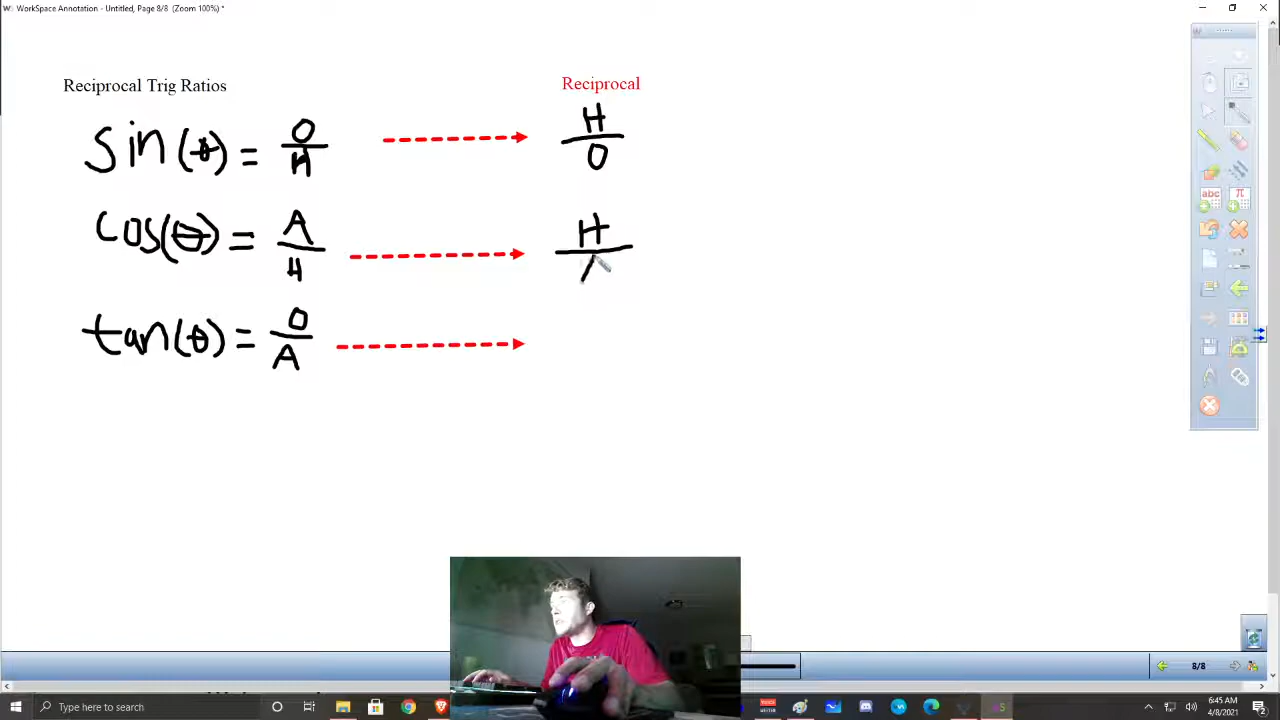 WorkSpace Annotation - Untitled, Page 8/8 (Zoom 100%) *
Reciprocal Trig Ratios
Reciprocal
sin(θ) = O/H
H/O
cos(θ) = A/H
H/
tan(θ) = O/A
abc
π
8/8
Type here to search
6:45 AM
4/8/2021